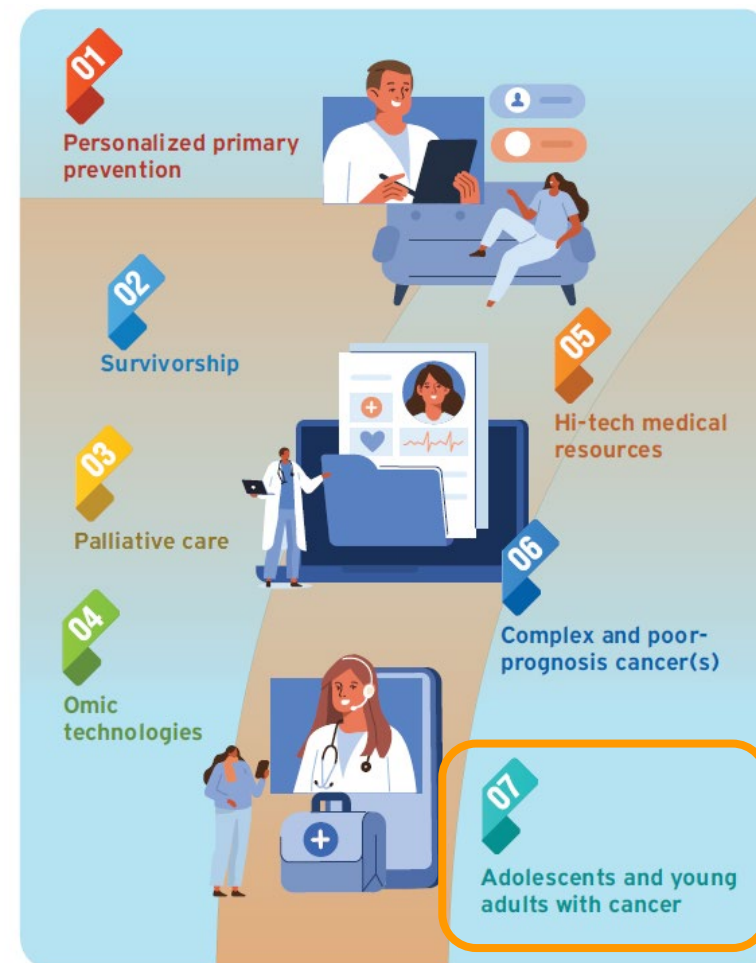 01
Personalized primary
prevention
02
Survivorship
03
Palliative care
04
Omic
technologies
05
Hi-tech medical
resources
06
Complex and poor-
prognosis cancer(s)
07
Adolescents and young
adults with cancer